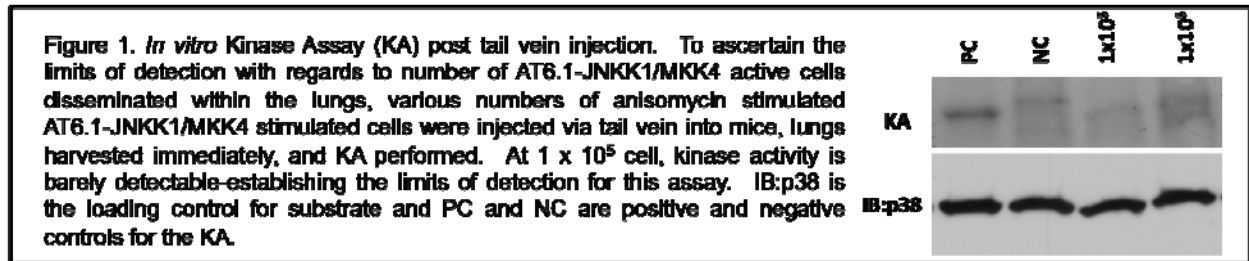 Figure 1. In vitro Kinase Assay (KA) post tail vein injection. To ascertain the
limits of detection with regards to number of AT6.1-JNKK1/MKK4 active cells
disseminated within the lungs, various numbers of anisomycin stimulated
AT6.1-JNKK1/MKK4 stimulated cells were injected via tail vein into mice, lungs
harvested immediately, and KA performed. At 1 x 10⁵ cell, kinase activity is
barely detectable-establishing the limits of detection for this assay. IB:p38 is
the loading control for substrate and PC and NC are positive and negative
controls for the KA.
PC
NC
KA
IB:p38